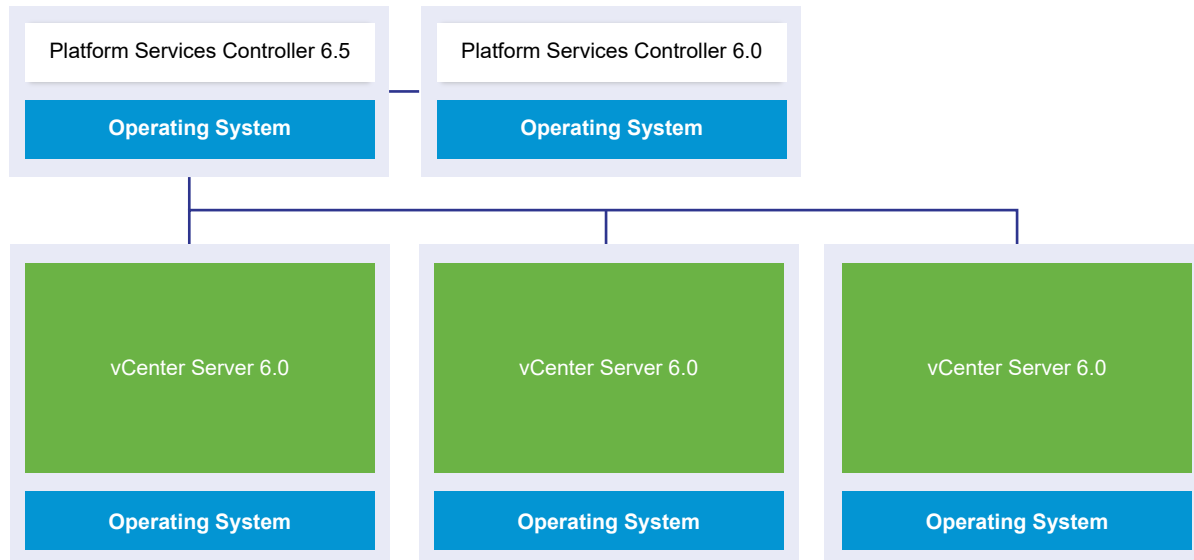 Platform Services Controller 6.5
Platform Services Controller 6.0
Operating System
Operating System
vCenter Server 6.0
vCenter Server 6.0
vCenter Server 6.0
Operating System
Operating System
Operating System